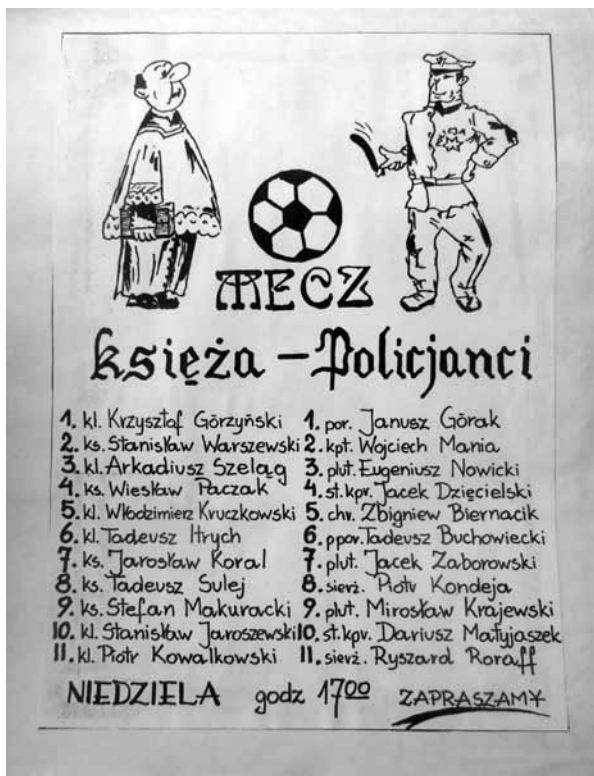 MECZ
księża – Policjanci
1. kl. Krzysztof Górzyński 1. por. Janusz Górak
2. ks. Stanisław Warszewski 2. kpt. Wojciech Mania
3. kl. Arkadiusz Szeląg 3. plut. Eugeniusz Nowicki
4. ks. Wiesław Paczak 4. st.kpr. Jacek Dzięcielski
5. kl. Włodzimierz Kruczkowski 5. chr. Zbigniew Biernacik
6. kl. Tadeusz Itrych 6. ppor. Tadeusz Buchowiecki
7. ks. Jarosław Koral 7. plut. Jacek Zaborowski
8. ks. Tadeusz Sulej 8. sierż. Piotr Kondeja
9. ks. Stefan Makuracki 9. plut. Mirosław Krajewski
10. kl. Stanisław Jaroszewski 10. st.kpr. Dariusz Matyjaszek
11. kl. Piotr Kowalkowski 11. sierż. Ryszard Roraff
NIEDZIELA godz 1700 ZAPRASZAMY